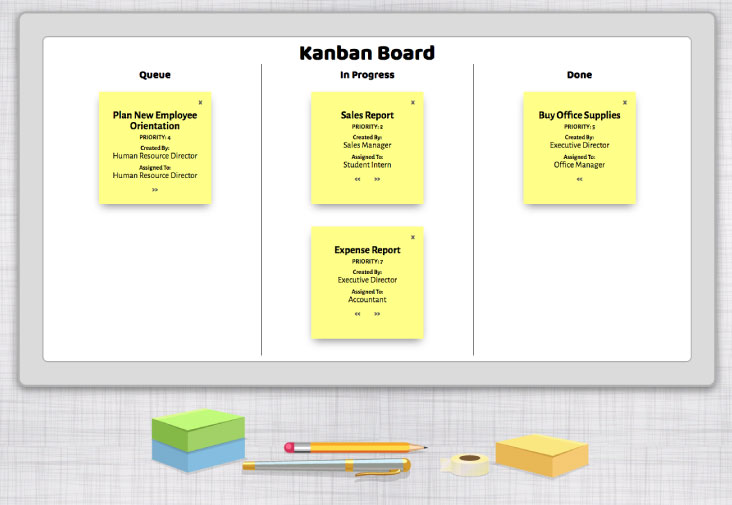 Kanban Board
Queue
x
Plan New Employee
Orientation
PRIORITY: 4
Created By:
Human Resource Director
Assigned To:
Human Resource Director
>>
In Progress
x
Sales Report
PRIORITY: 2
Created By:
Sales Manager
Assigned To:
Student Intern
<< >>
x
Expense Report
PRIORITY: 7
Created By:
Executive Director
Assigned To:
Accountant
<< >>
Done
x
Buy Office Supplies
PRIORITY: 5
Created By:
Executive Director
Assigned To:
Office Manager
<<